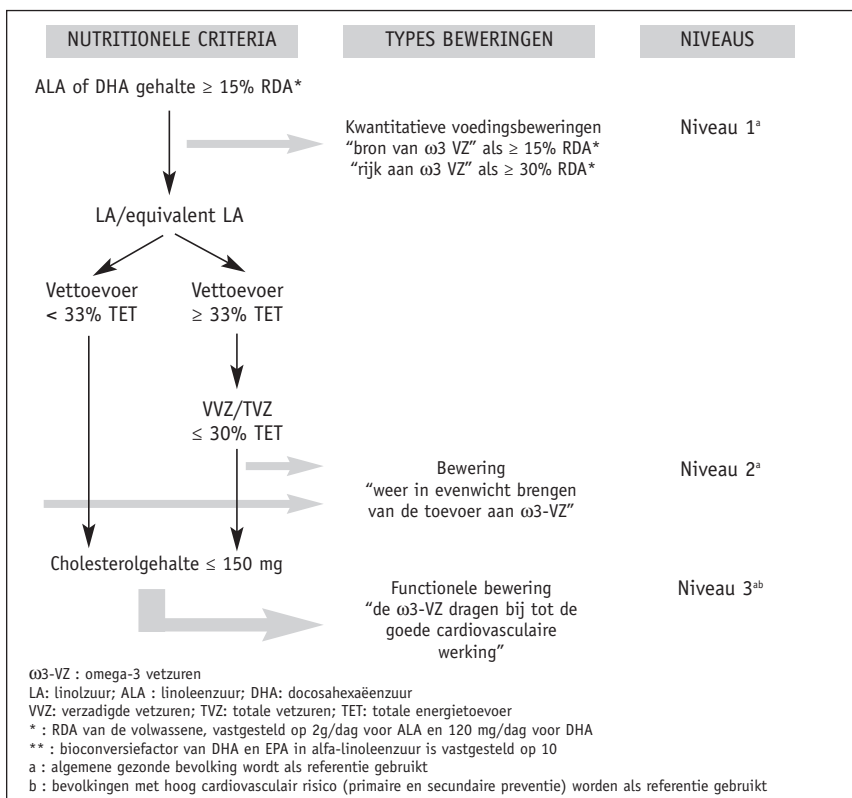 NUTRITIONELE CRITERIA
TYPES BEWERINGEN
NIVEAUS
ALA of DHA gehalte ≥ 15% RDA*
Kwantitatieve voedingsbeweringen
“bron van ω3 VZ” als ≥ 15% RDA*
“rijk aan ω3 VZ” als ≥ 30% RDA*
Niveau 1ᵃ
LA/equivalent LA
Vettoevoer
< 33% TET
Vettoevoer
≥ 33% TET
VVZ/TVZ
≤ 30% TET
Bewering
“weer in evenwicht brengen
van de toevoer aan ω3-VZ”
Niveau 2ᵃ
Cholesterolgehalte ≤ 150 mg
Functionele bewering
“de ω3-VZ dragen bij tot de
goede cardiovasculaire
werking”
Niveau 3ᵃᵇ
ω3-VZ : omega-3 vetzuren
LA: linolzuur; ALA : linoleenzuur; DHA: docosahexaëenzuur
VVZ: verzadigde vetzuren; TVZ: totale vetzuren; TET: totale energietoevoer
* : RDA van de volwassene, vastgesteld op 2g/dag voor ALA en 120 mg/dag voor DHA
** : bioconversiefactor van DHA en EPA in alfa-linoleenzuur is vastgesteld op 10
a : algemene gezonde bevolking wordt als referentie gebruikt
b : bevolkingen met hoog cardiovasculair risico (primaire en secundaire preventie) worden als referentie gebruikt